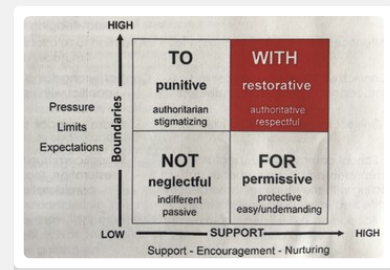 HIGH
TO
punitive
authoritarian
stigmatizing
WITH
restorative
authoritative
respectful
Pressure
Limits
Expectations
Boundaries
NOT
neglectful
indifferent
passive
FOR
permissive
protective
easy/undemanding
LOW
SUPPORT
HIGH
Support - Encouragement - Nurturing